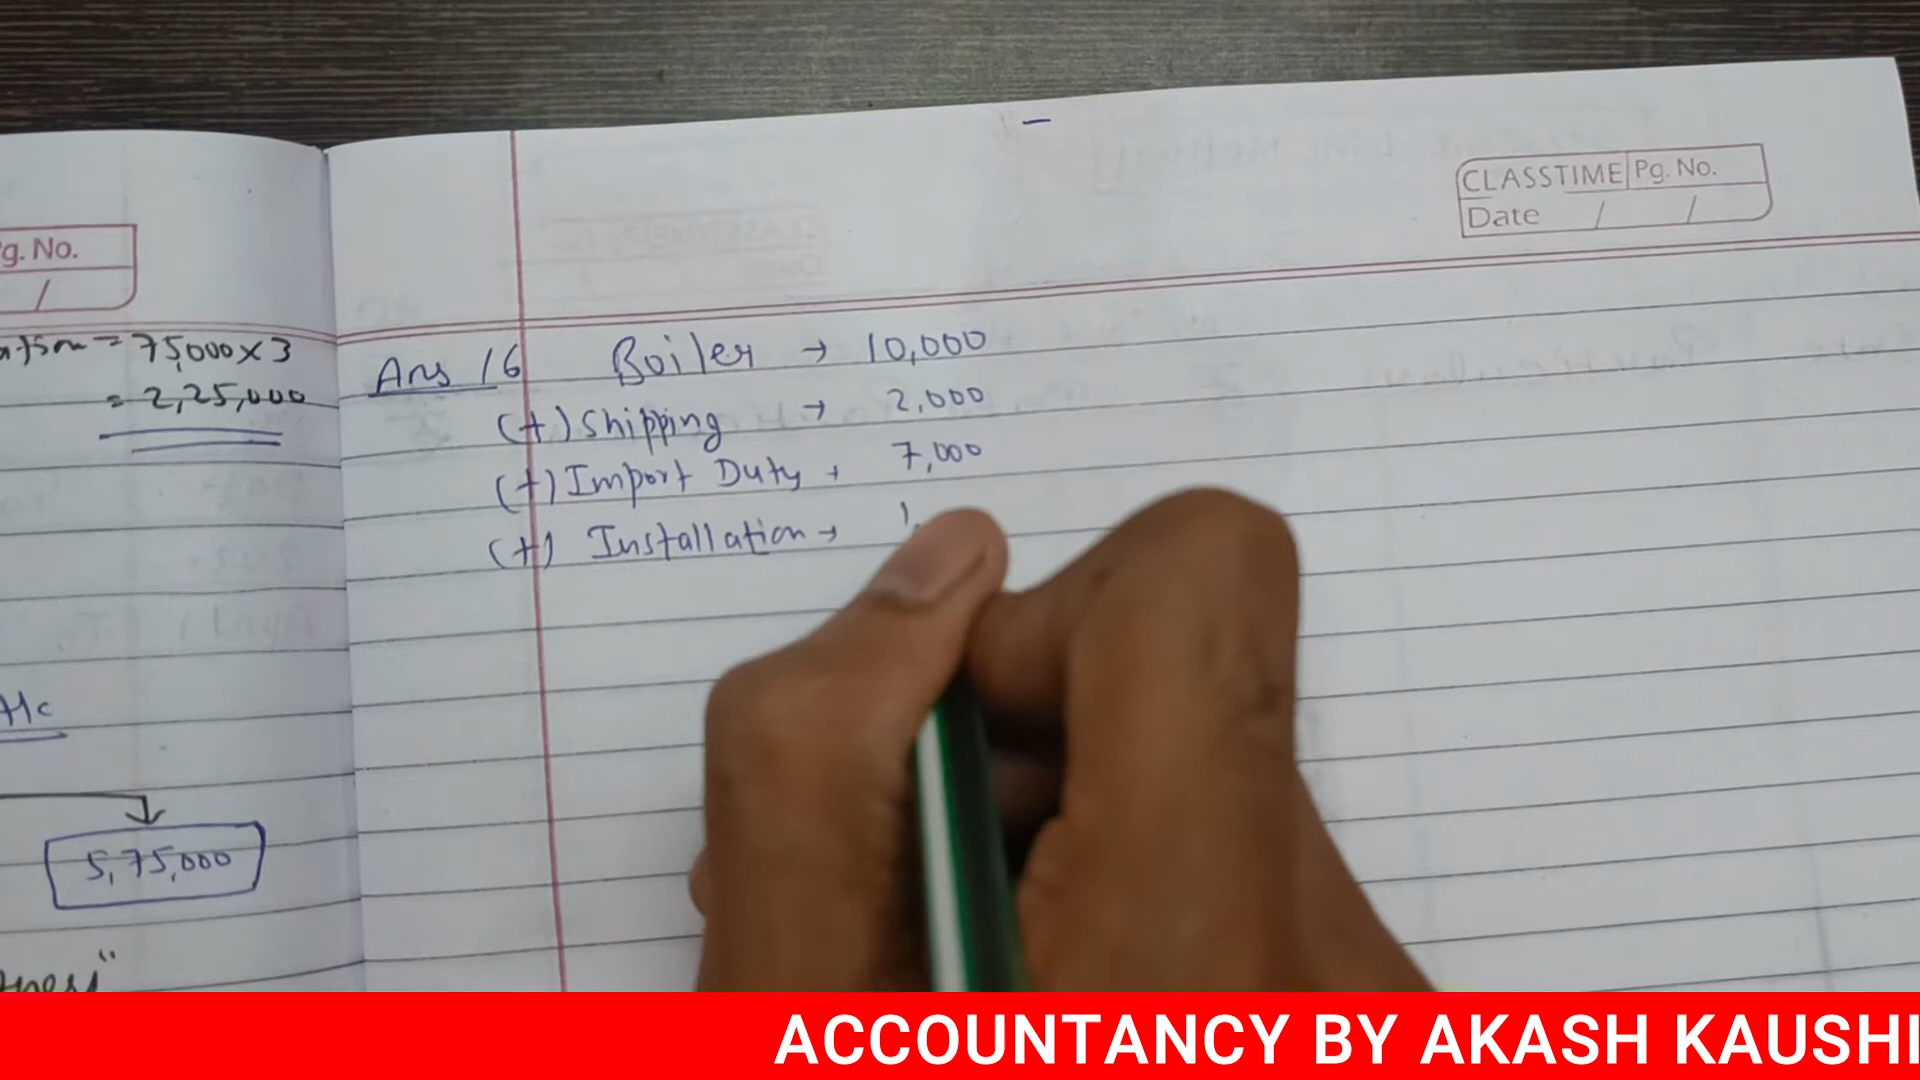 g. No.
/
= 75,000 × 3
= 2,25,000
A/c
5,75,000
CLASSTIME Pg. No.
Date / /
Ans 16 Boiler → 10,000
(+) Shipping → 2,000
(+) Import Duty → 7,000
(+) Installation → 1,
ACCOUNTANCY BY AKASH KAUSHI